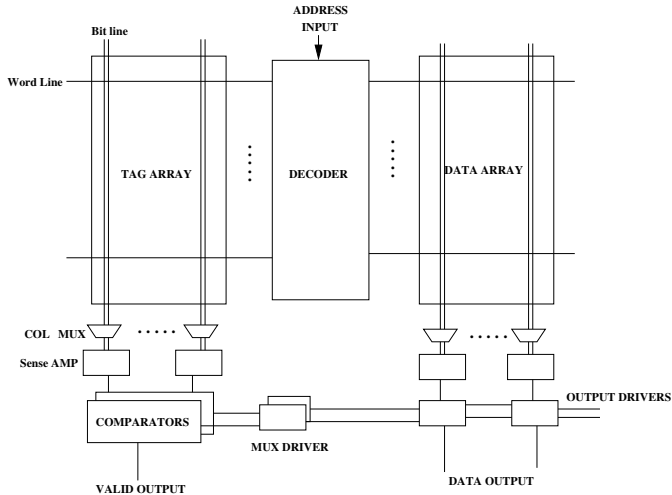 ADDRESS
INPUT
Bit line
Word Line
TAG ARRAY
DECODER
DATA ARRAY
COL MUX
Sense AMP
COMPARATORS
MUX DRIVER
OUTPUT DRIVERS
VALID OUTPUT
DATA OUTPUT